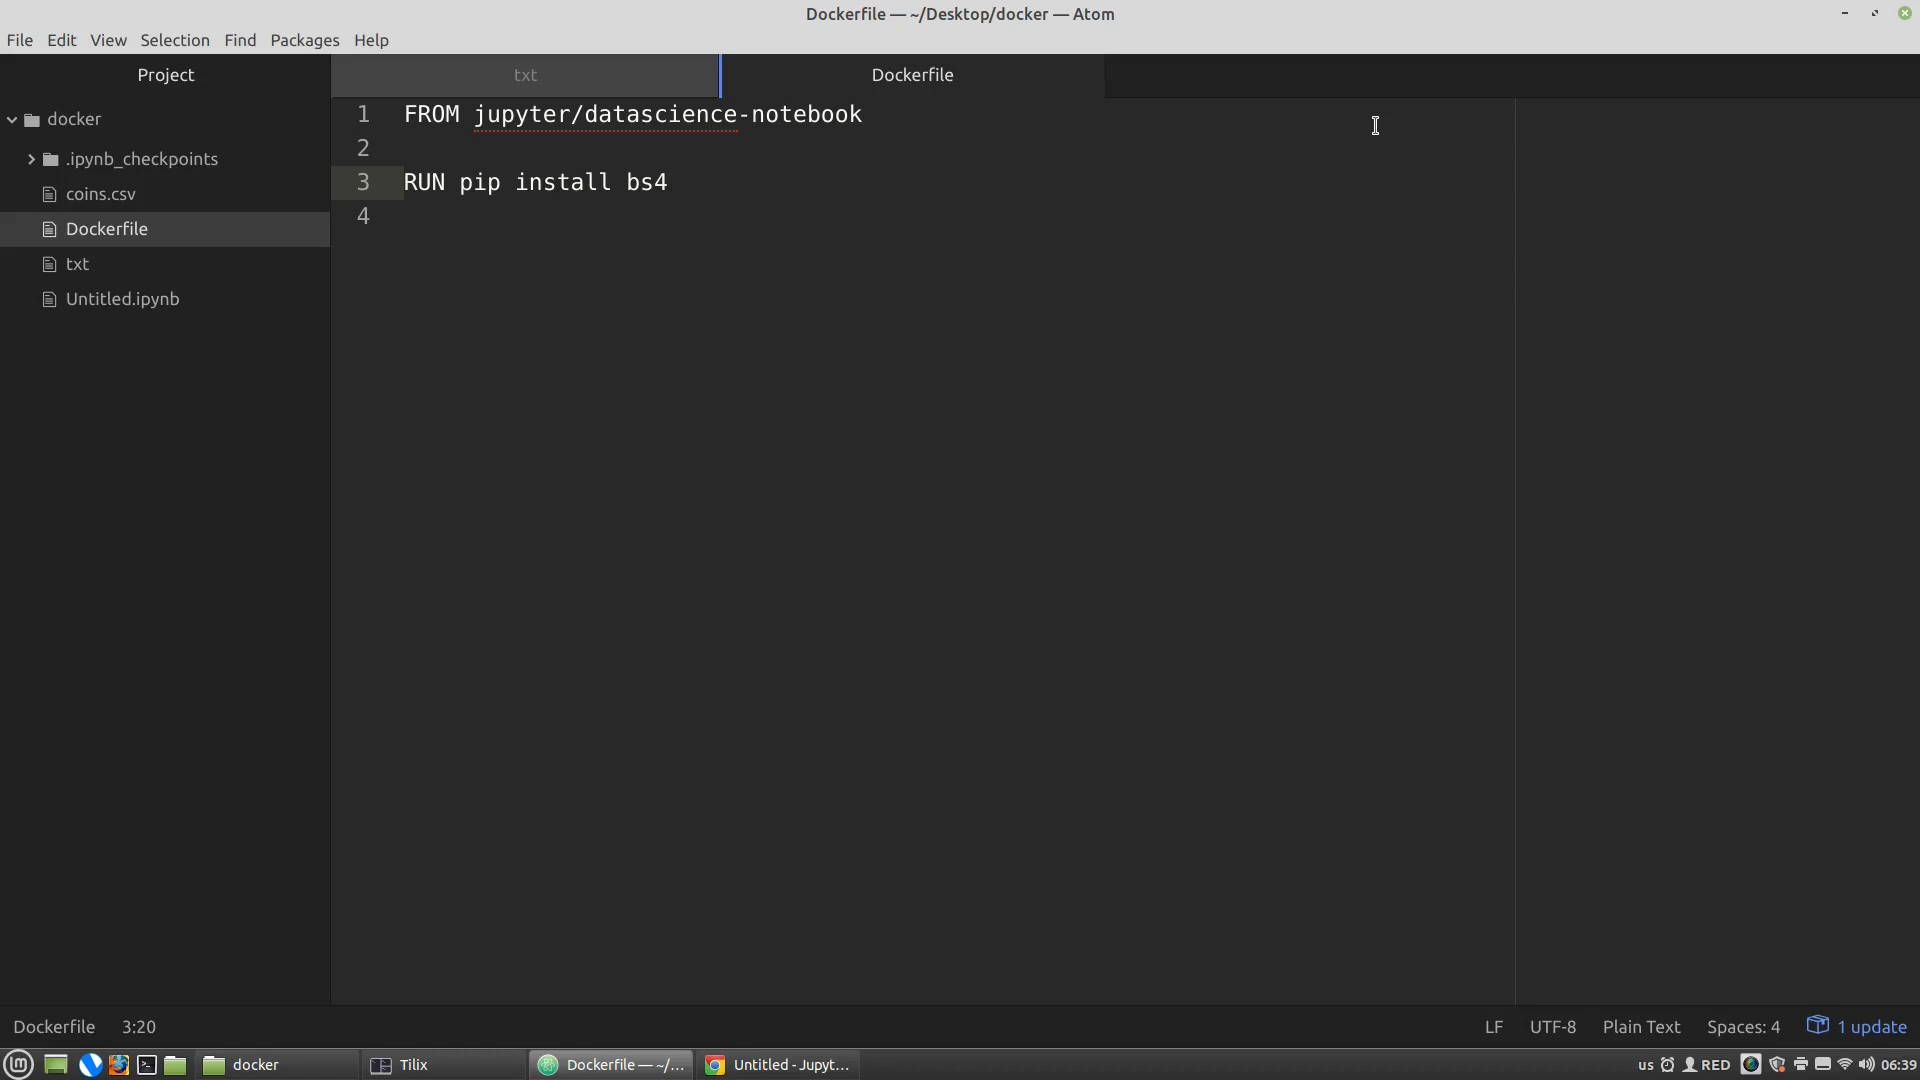 Dockerfile — ~/Desktop/docker — Atom
File Edit View Selection Find Packages Help
Project
txt
Dockerfile
docker
.ipynb_checkpoints
coins.csv
Dockerfile
txt
Untitled.ipynb
1 FROM jupyter/datascience-notebook
2
3 RUN pip install bs4
4
Dockerfile 3:20
LF UTF-8 Plain Text Spaces: 4 1 update
docker Tilix Dockerfile — ~/... Untitled - Jupyt... us RED 06:39